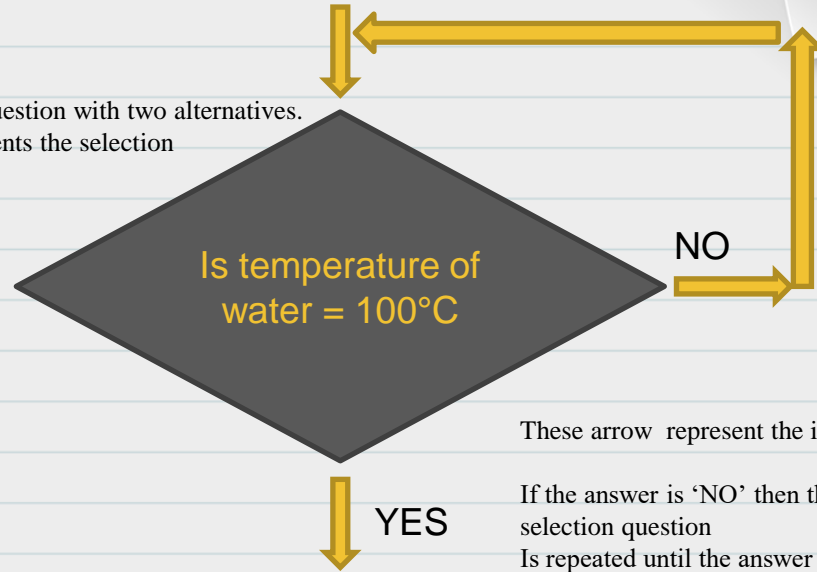 uestion with two alternatives.
ents the selection
Is temperature of
water = 100°C
NO
YES
These arrow represent the i
If the answer is ‘NO’ then th
selection question
Is repeated until the answer